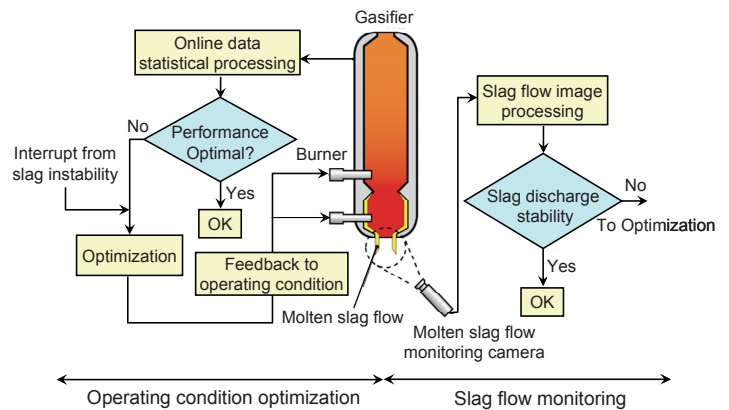 Gasifier
Online data
statistical processing
No
Performance
Optimal?
Interrupt from
slag instability
Burner
Yes
OK
Optimization
Feedback to
operating condition
Molten slag flow
Slag flow image
processing
Slag discharge
stability
No
To Optimization
Yes
OK
Molten slag flow
monitoring camera
Operating condition optimization
Slag flow monitoring